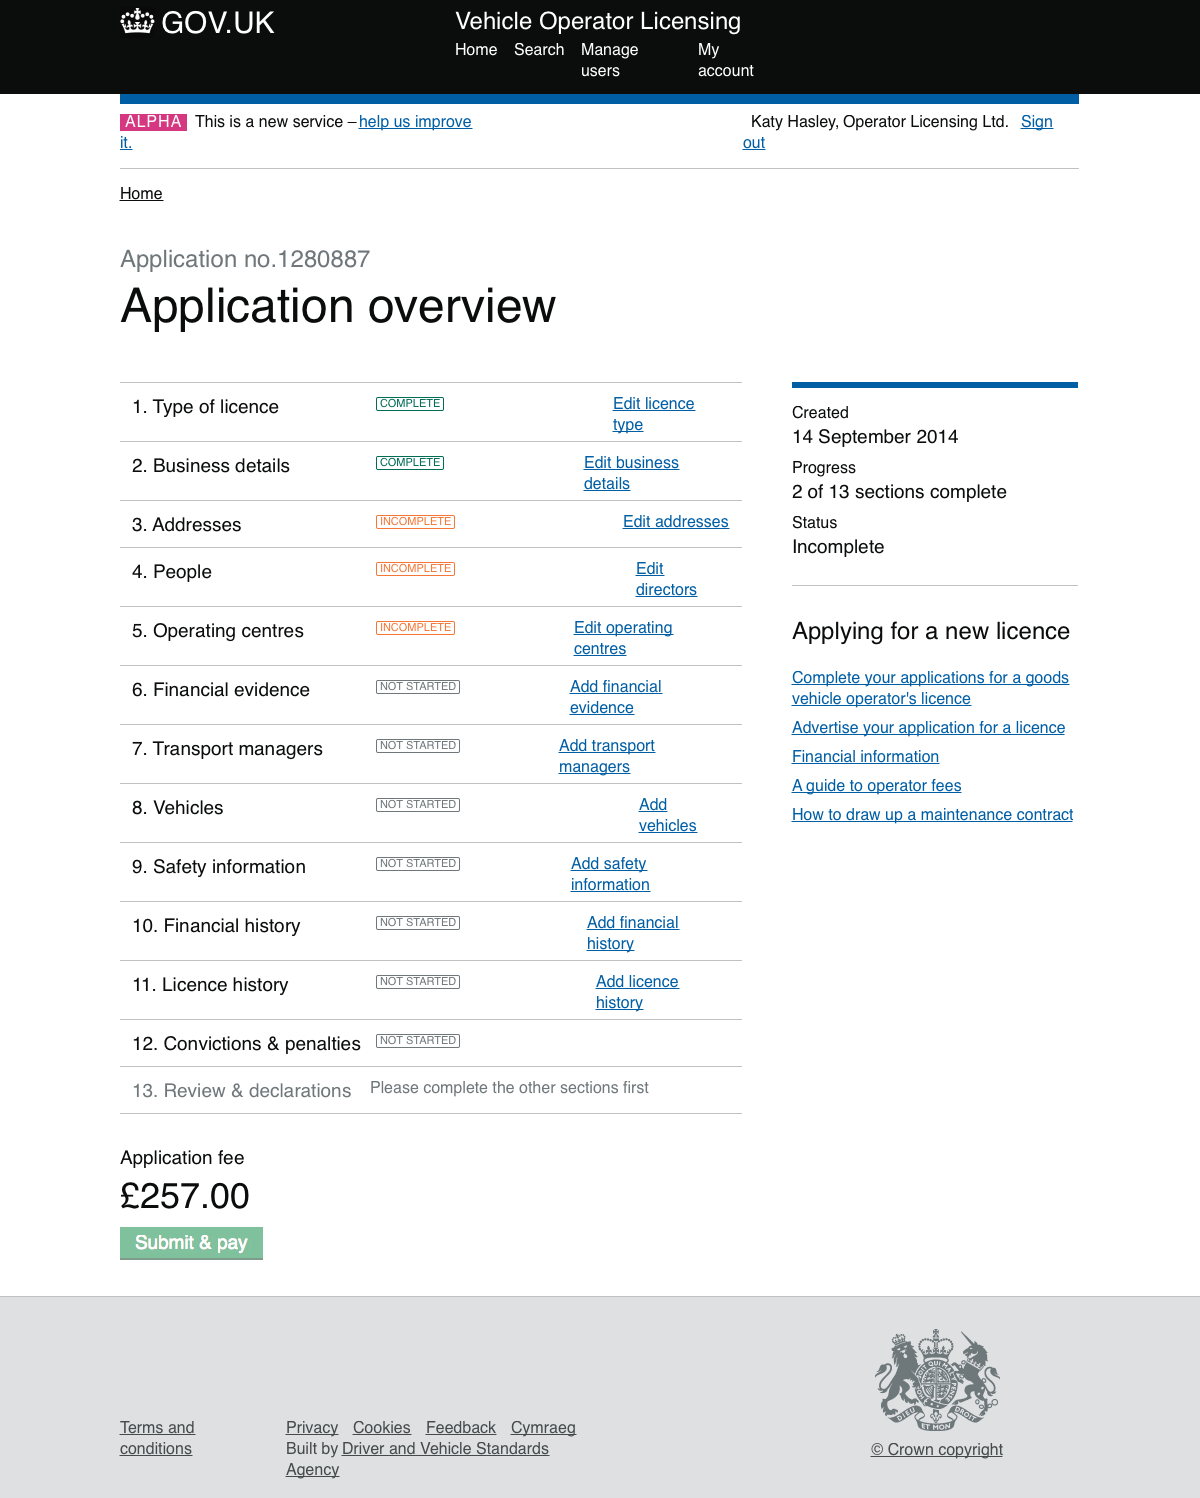 GOV.UK
Vehicle Operator Licensing
Home Search Manage users My account
ALPHA This is a new service – help us improve it.
Katy Hasley, Operator Licensing Ltd. Sign out
Home
Application no.1280887
Application overview
1. Type of licence COMPLETE Edit licence type
2. Business details COMPLETE Edit business details
3. Addresses INCOMPLETE Edit addresses
4. People INCOMPLETE Edit directors
5. Operating centres INCOMPLETE Edit operating centres
6. Financial evidence NOT STARTED Add financial evidence
7. Transport managers NOT STARTED Add transport managers
8. Vehicles NOT STARTED Add vehicles
9. Safety information NOT STARTED Add safety information
10. Financial history NOT STARTED Add financial history
11. Licence history NOT STARTED Add licence history
12. Convictions & penalties NOT STARTED
13. Review & declarations Please complete the other sections first
Application fee
£257.00
Submit & pay
Created
14 September 2014
Progress
2 of 13 sections complete
Status
Incomplete
Applying for a new licence
Complete your applications for a goods
vehicle operator's licence
Advertise your application for a licence
Financial information
A guide to operator fees
How to draw up a maintenance contract
Terms and conditions
Privacy Cookies Feedback Cymraeg
Built by Driver and Vehicle Standards
Agency
DIEU ET MON DROIT
© Crown copyright